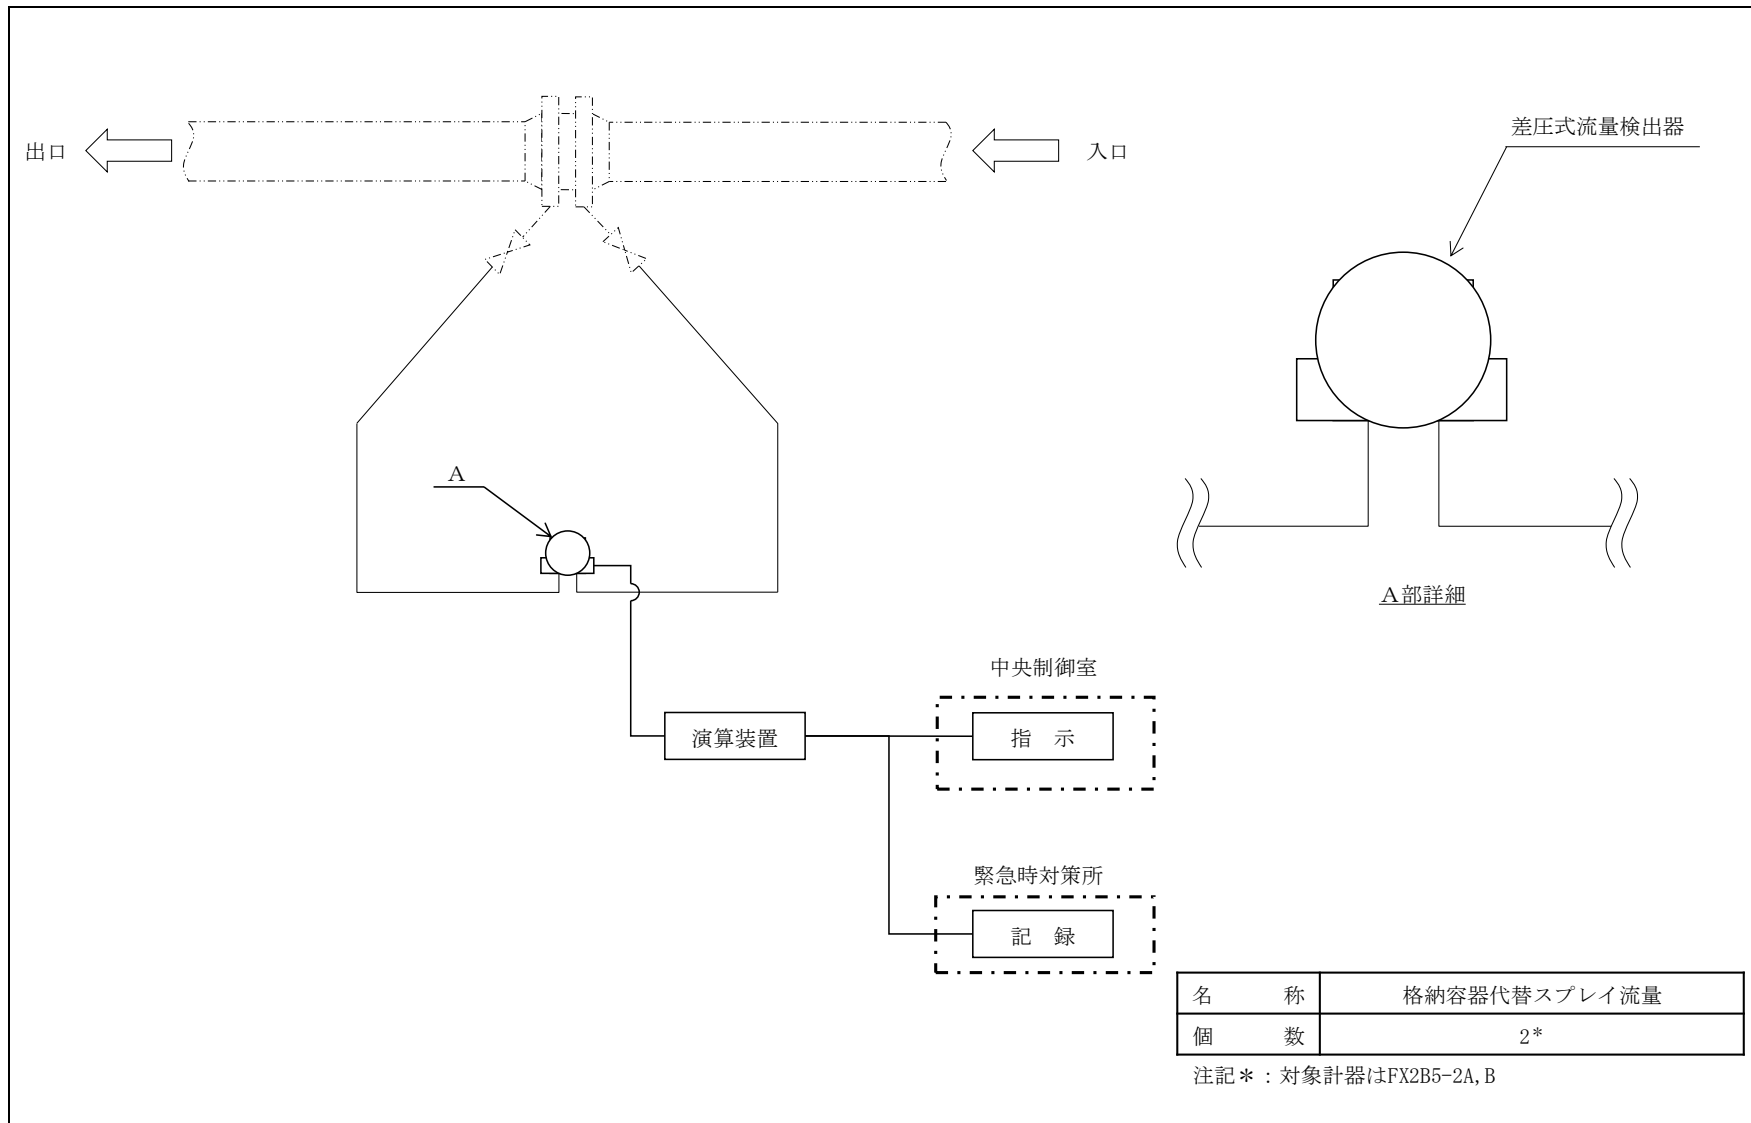 出口
入口
差圧式流量検出器
A
A部詳細
中央制御室
演算装置
指 示
緊急時対策所
記 録
名 称 格納容器代替スプレイ流量
個 数 2*
注記*:対象計器はFX2B5-2A,B